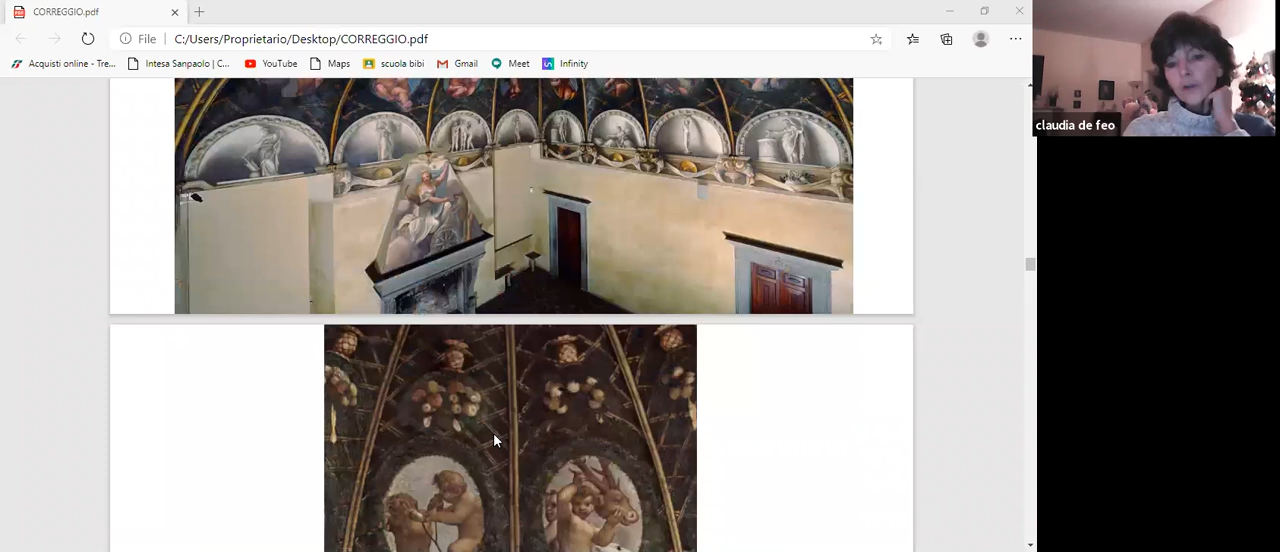 CORREGGIO.pdf
File
C:/Users/Proprietario/Desktop/CORREGGIO.pdf
Acquisti online - Tre...
Intesa Sanpaolo | C...
YouTube
Maps
scuola bibi
Gmail
Meet
Infinity
claudia de feo